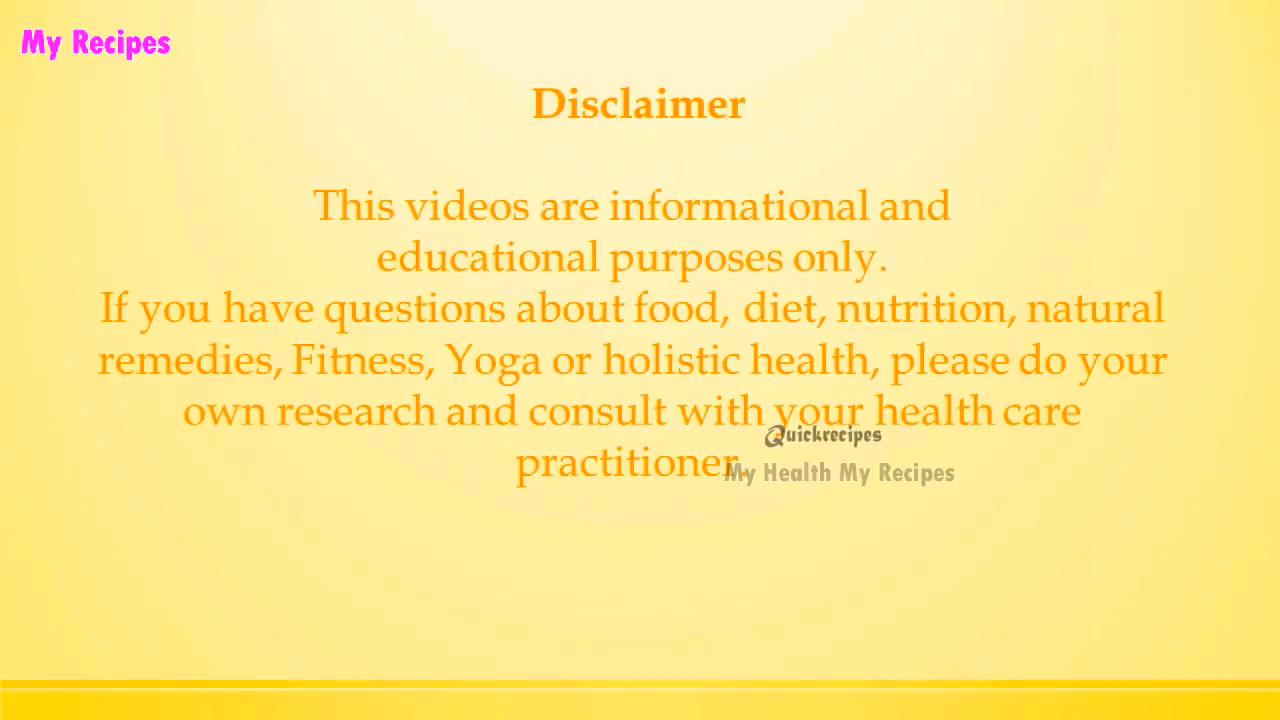 My Recipes
Disclaimer
This videos are informational and
educational purposes only.
If you have questions about food, diet, nutrition, natural
remedies, Fitness, Yoga or holistic health, please do your
own research and consult with your health care
practitioner.
Quickrecipes
My Health My Recipes